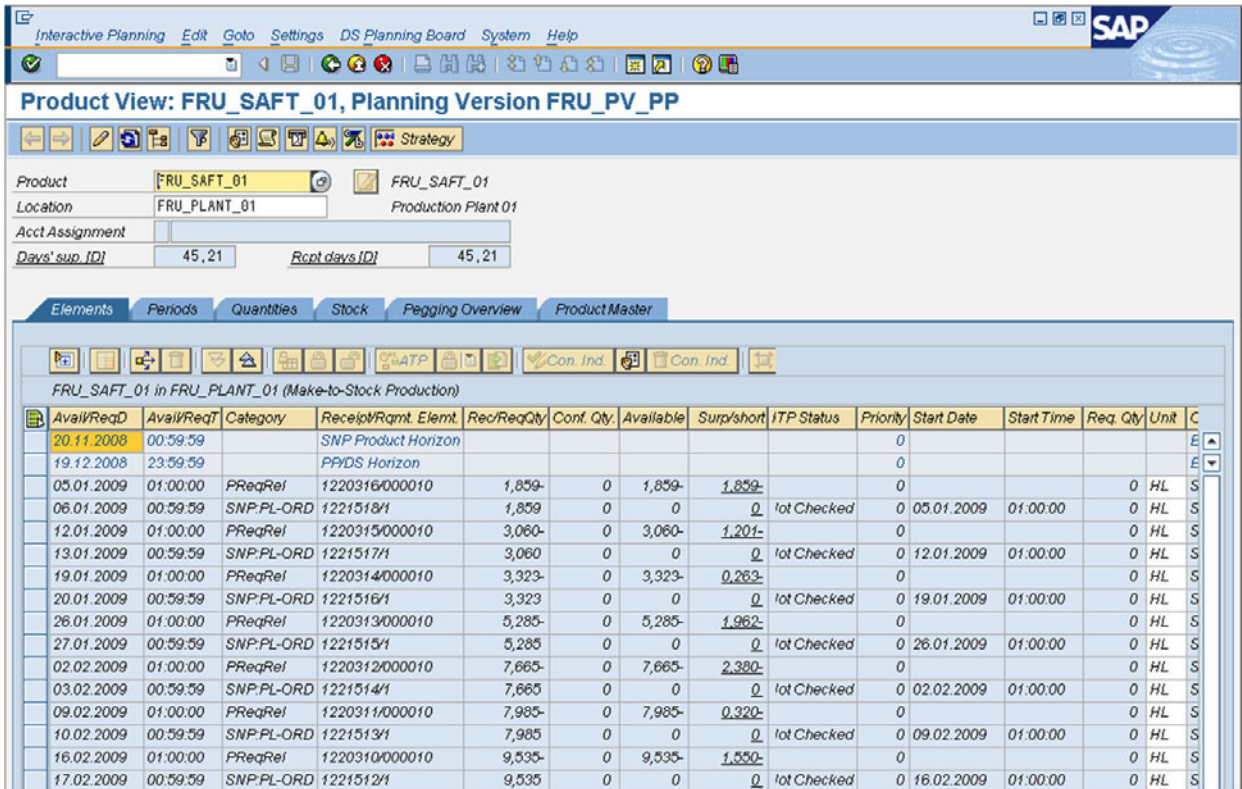 Interactive Planning Edit Goto Settings DS Planning Board System Help
SAP
Product View: FRU_SAFT_01, Planning Version FRU_PV_PP
Strategy
Product FRU_SAFT_01 FRU_SAFT_01
Location FRU_PLANT_01 Production Plant 01
Acct Assignment
Days' sup. [D] 45,21 Rcpt days [D] 45,21
Elements Periods Quantities Stock Pegging Overview Product Master
ATP Con. Ind. Con. Ind.
FRU_SAFT_01 in FRU_PLANT_01 (Make-to-Stock Production)
Avail/ReqD Avail/ReqT Category Receipt/Rqmt. Elemt. Rec/ReqQty Conf. Qty. Available Surp/short ITP Status Priority Start Date Start Time Req. Qty Unit C
20.11.2008 00:59:59 SNP Product Horizon 0 E
19.12.2008 23:59:59 PP/DS Horizon 0 E
05.01.2009 01:00:00 PReqRel 1220316/000010 1,859- 0 1,859- 1,859- 0 0 HL S
06.01.2009 00:59:59 SNP:PL-ORD 1221518/1 1,859 0 0 0 lot Checked 0 05.01.2009 01:00:00 0 HL S
12.01.2009 01:00:00 PReqRel 1220315/000010 3,060- 0 3,060- 1,201- 0 0 HL S
13.01.2009 00:59:59 SNP:PL-ORD 1221517/1 3,060 0 0 0 lot Checked 0 12.01.2009 01:00:00 0 HL S
19.01.2009 01:00:00 PReqRel 1220314/000010 3,323- 0 3,323- 0,263- 0 0 HL S
20.01.2009 00:59:59 SNP:PL-ORD 1221516/1 3,323 0 0 0 lot Checked 0 19.01.2009 01:00:00 0 HL S
26.01.2009 01:00:00 PReqRel 1220313/000010 5,285- 0 5,285- 1,962- 0 0 HL S
27.01.2009 00:59:59 SNP:PL-ORD 1221515/1 5,285 0 0 0 lot Checked 0 26.01.2009 01:00:00 0 HL S
02.02.2009 01:00:00 PReqRel 1220312/000010 7,665- 0 7,665- 2,380- 0 0 HL S
03.02.2009 00:59:59 SNP:PL-ORD 1221514/1 7,665 0 0 0 lot Checked 0 02.02.2009 01:00:00 0 HL S
09.02.2009 01:00:00 PReqRel 1220311/000010 7,985- 0 7,985- 0,320- 0 0 HL S
10.02.2009 00:59:59 SNP:PL-ORD 1221513/1 7,985 0 0 0 lot Checked 0 09.02.2009 01:00:00 0 HL S
16.02.2009 01:00:00 PReqRel 1220310/000010 9,535- 0 9,535- 1,550- 0 0 HL S
17.02.2009 00:59:59 SNP:PL-ORD 1221512/1 9,535 0 0 0 lot Checked 0 16.02.2009 01:00:00 0 HL S